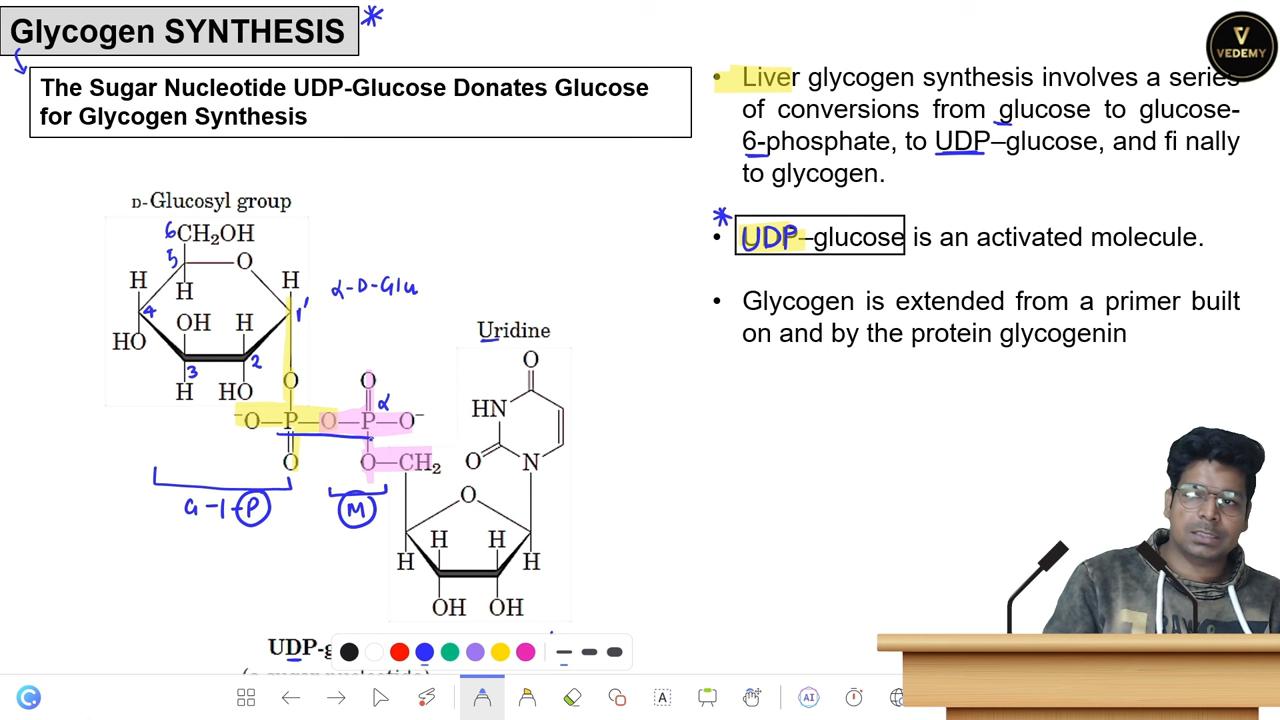 Glycogen SYNTHESIS *
The Sugar Nucleotide UDP-Glucose Donates Glucose
for Glycogen Synthesis
D-Glucosyl group
6CH₂OH
5
O
H
H
H
α-D-Glu
4
1'
OH
H
HO
3
2
H
HO
O
O
α
⁻O—P—O—P—O⁻
O
O—CH₂
G-1-P
M
Uridine
O
HN
O
N
O
H
H
H
H
OH
OH
UDP-g
• Liver glycogen synthesis involves a series
of conversions from glucose to glucose-
6-phosphate, to UDP–glucose, and fi nally
to glycogen.
*
• UDP–glucose is an activated molecule.
• Glycogen is extended from a primer built
on and by the protein glycogenin
V
VEDEMY
A
AI